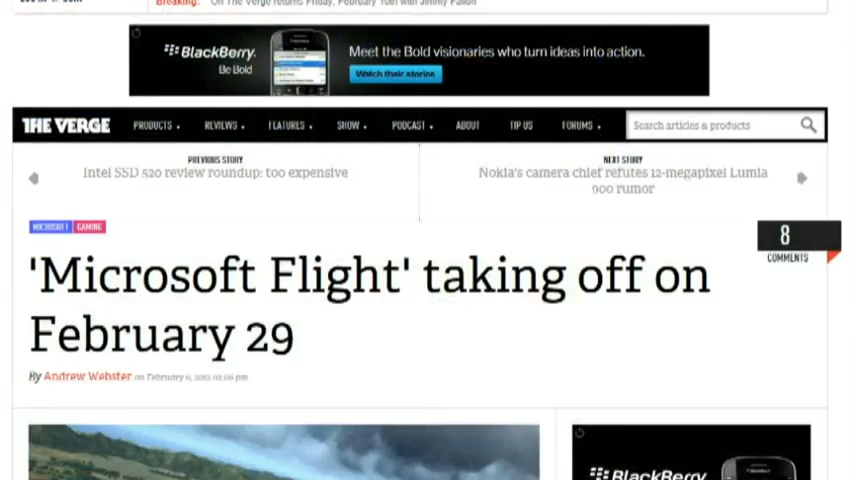 Breaking: On The Verge returns Friday, February 10th with Jimmy Fallon
BlackBerry.
Be Bold
Meet the Bold visionaries who turn ideas into action.
Watch their stories
THE VERGE PRODUCTS REVIEWS FEATURES SHOW PODCAST ABOUT TIP US FORUMS Search articles & products
PREVIOUS STORY
Intel SSD 520 review roundup: too expensive
NEXT STORY
Nokia's camera chief refutes 12-megapixel Lumia
900 rumor
MICROSOFT GAMING
8
COMMENTS
'Microsoft Flight' taking off on
February 29
By Andrew Webster on February 6, 2012 02:06 pm
BlackBerry